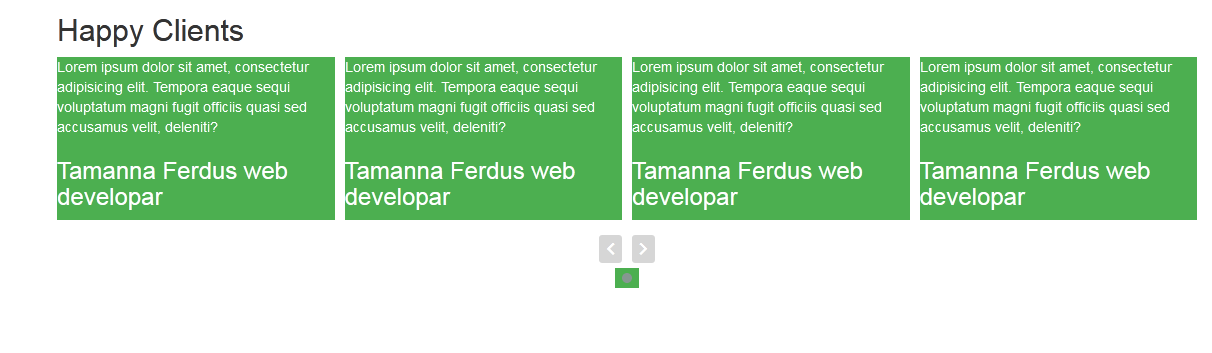 Happy Clients
Lorem ipsum dolor sit amet, consectetur
adipisicing elit. Tempora eaque sequi
voluptatum magni fugit officiis quasi sed
accusamus velit, deleniti?
Tamanna Ferdus web
developar
Lorem ipsum dolor sit amet, consectetur
adipisicing elit. Tempora eaque sequi
voluptatum magni fugit officiis quasi sed
accusamus velit, deleniti?
Tamanna Ferdus web
developar
Lorem ipsum dolor sit amet, consectetur
adipisicing elit. Tempora eaque sequi
voluptatum magni fugit officiis quasi sed
accusamus velit, deleniti?
Tamanna Ferdus web
developar
Lorem ipsum dolor sit amet, consectetur
adipisicing elit. Tempora eaque sequi
voluptatum magni fugit officiis quasi sed
accusamus velit, deleniti?
Tamanna Ferdus web
developar